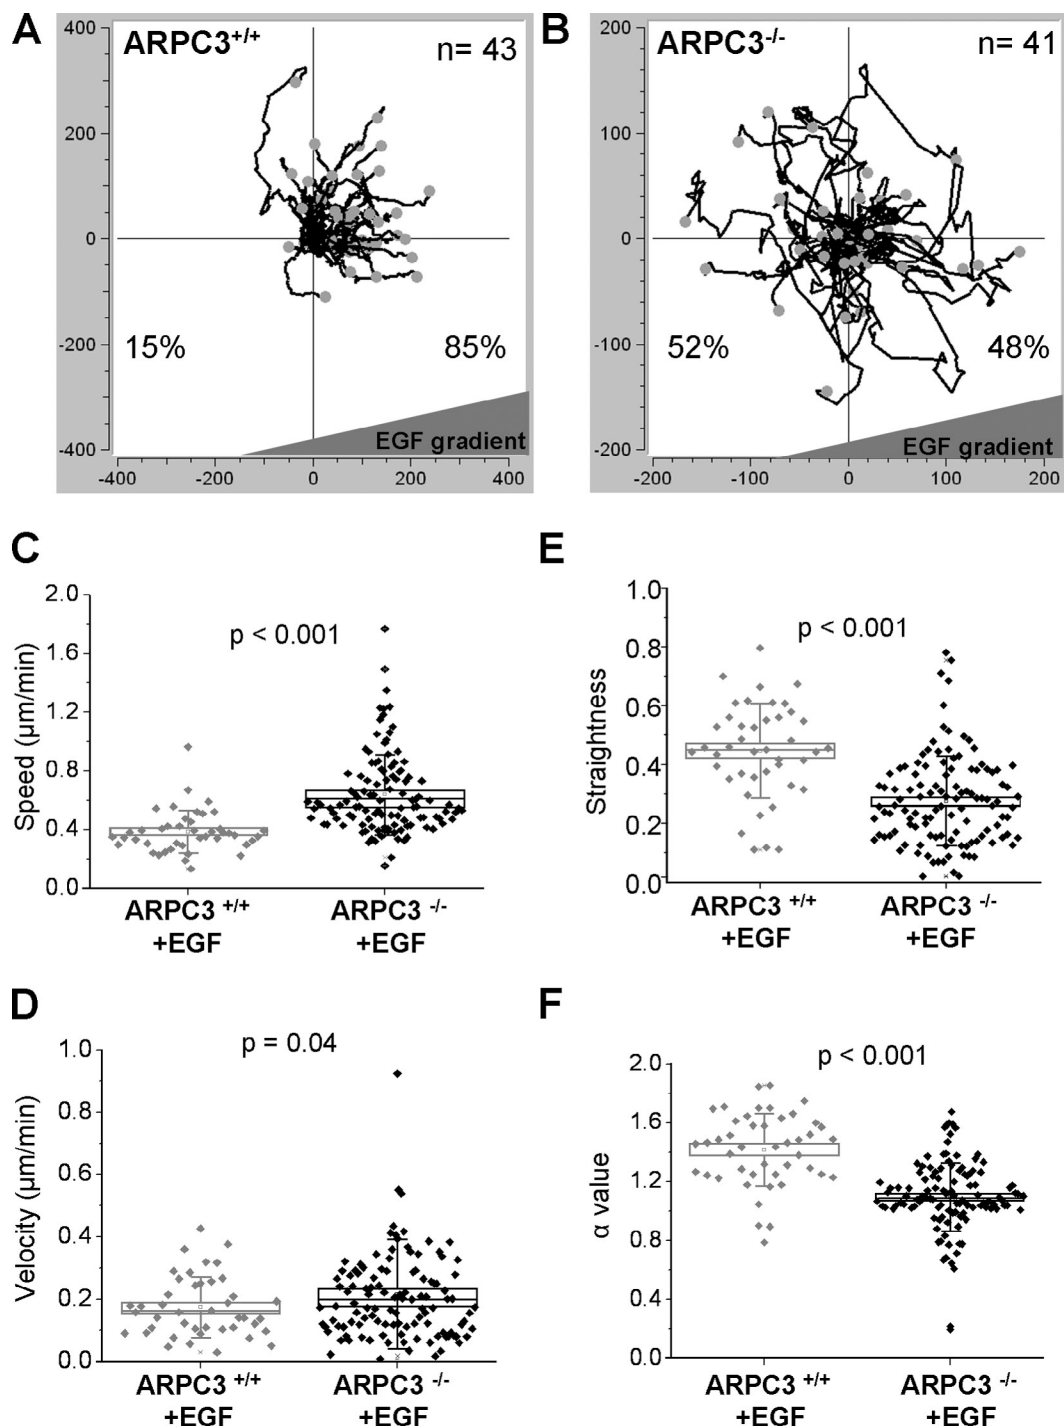 A
ARPC3+/+
n= 43
400
200
0
-200
-400
-400 -200 0 200 400
15%
85%
EGF gradient
B
ARPC3-/-
n= 41
200
100
0
-100
-200
-200 -100 0 100 200
52%
48%
EGF gradient
C
Speed (µm/min)
2.0
1.6
1.2
0.8
0.4
0.0
p < 0.001
ARPC3 +/+
+EGF
ARPC3 -/-
+EGF
E
Straightness
1.0
0.8
0.6
0.4
0.2
0.0
p < 0.001
ARPC3 +/+
+EGF
ARPC3 -/-
+EGF
D
Velocity (µm/min)
1.0
0.8
0.6
0.4
0.2
0.0
p = 0.04
ARPC3 +/+
+EGF
ARPC3 -/-
+EGF
F
α value
2.0
1.6
1.2
0.8
0.4
0.0
p < 0.001
ARPC3 +/+
+EGF
ARPC3 -/-
+EGF